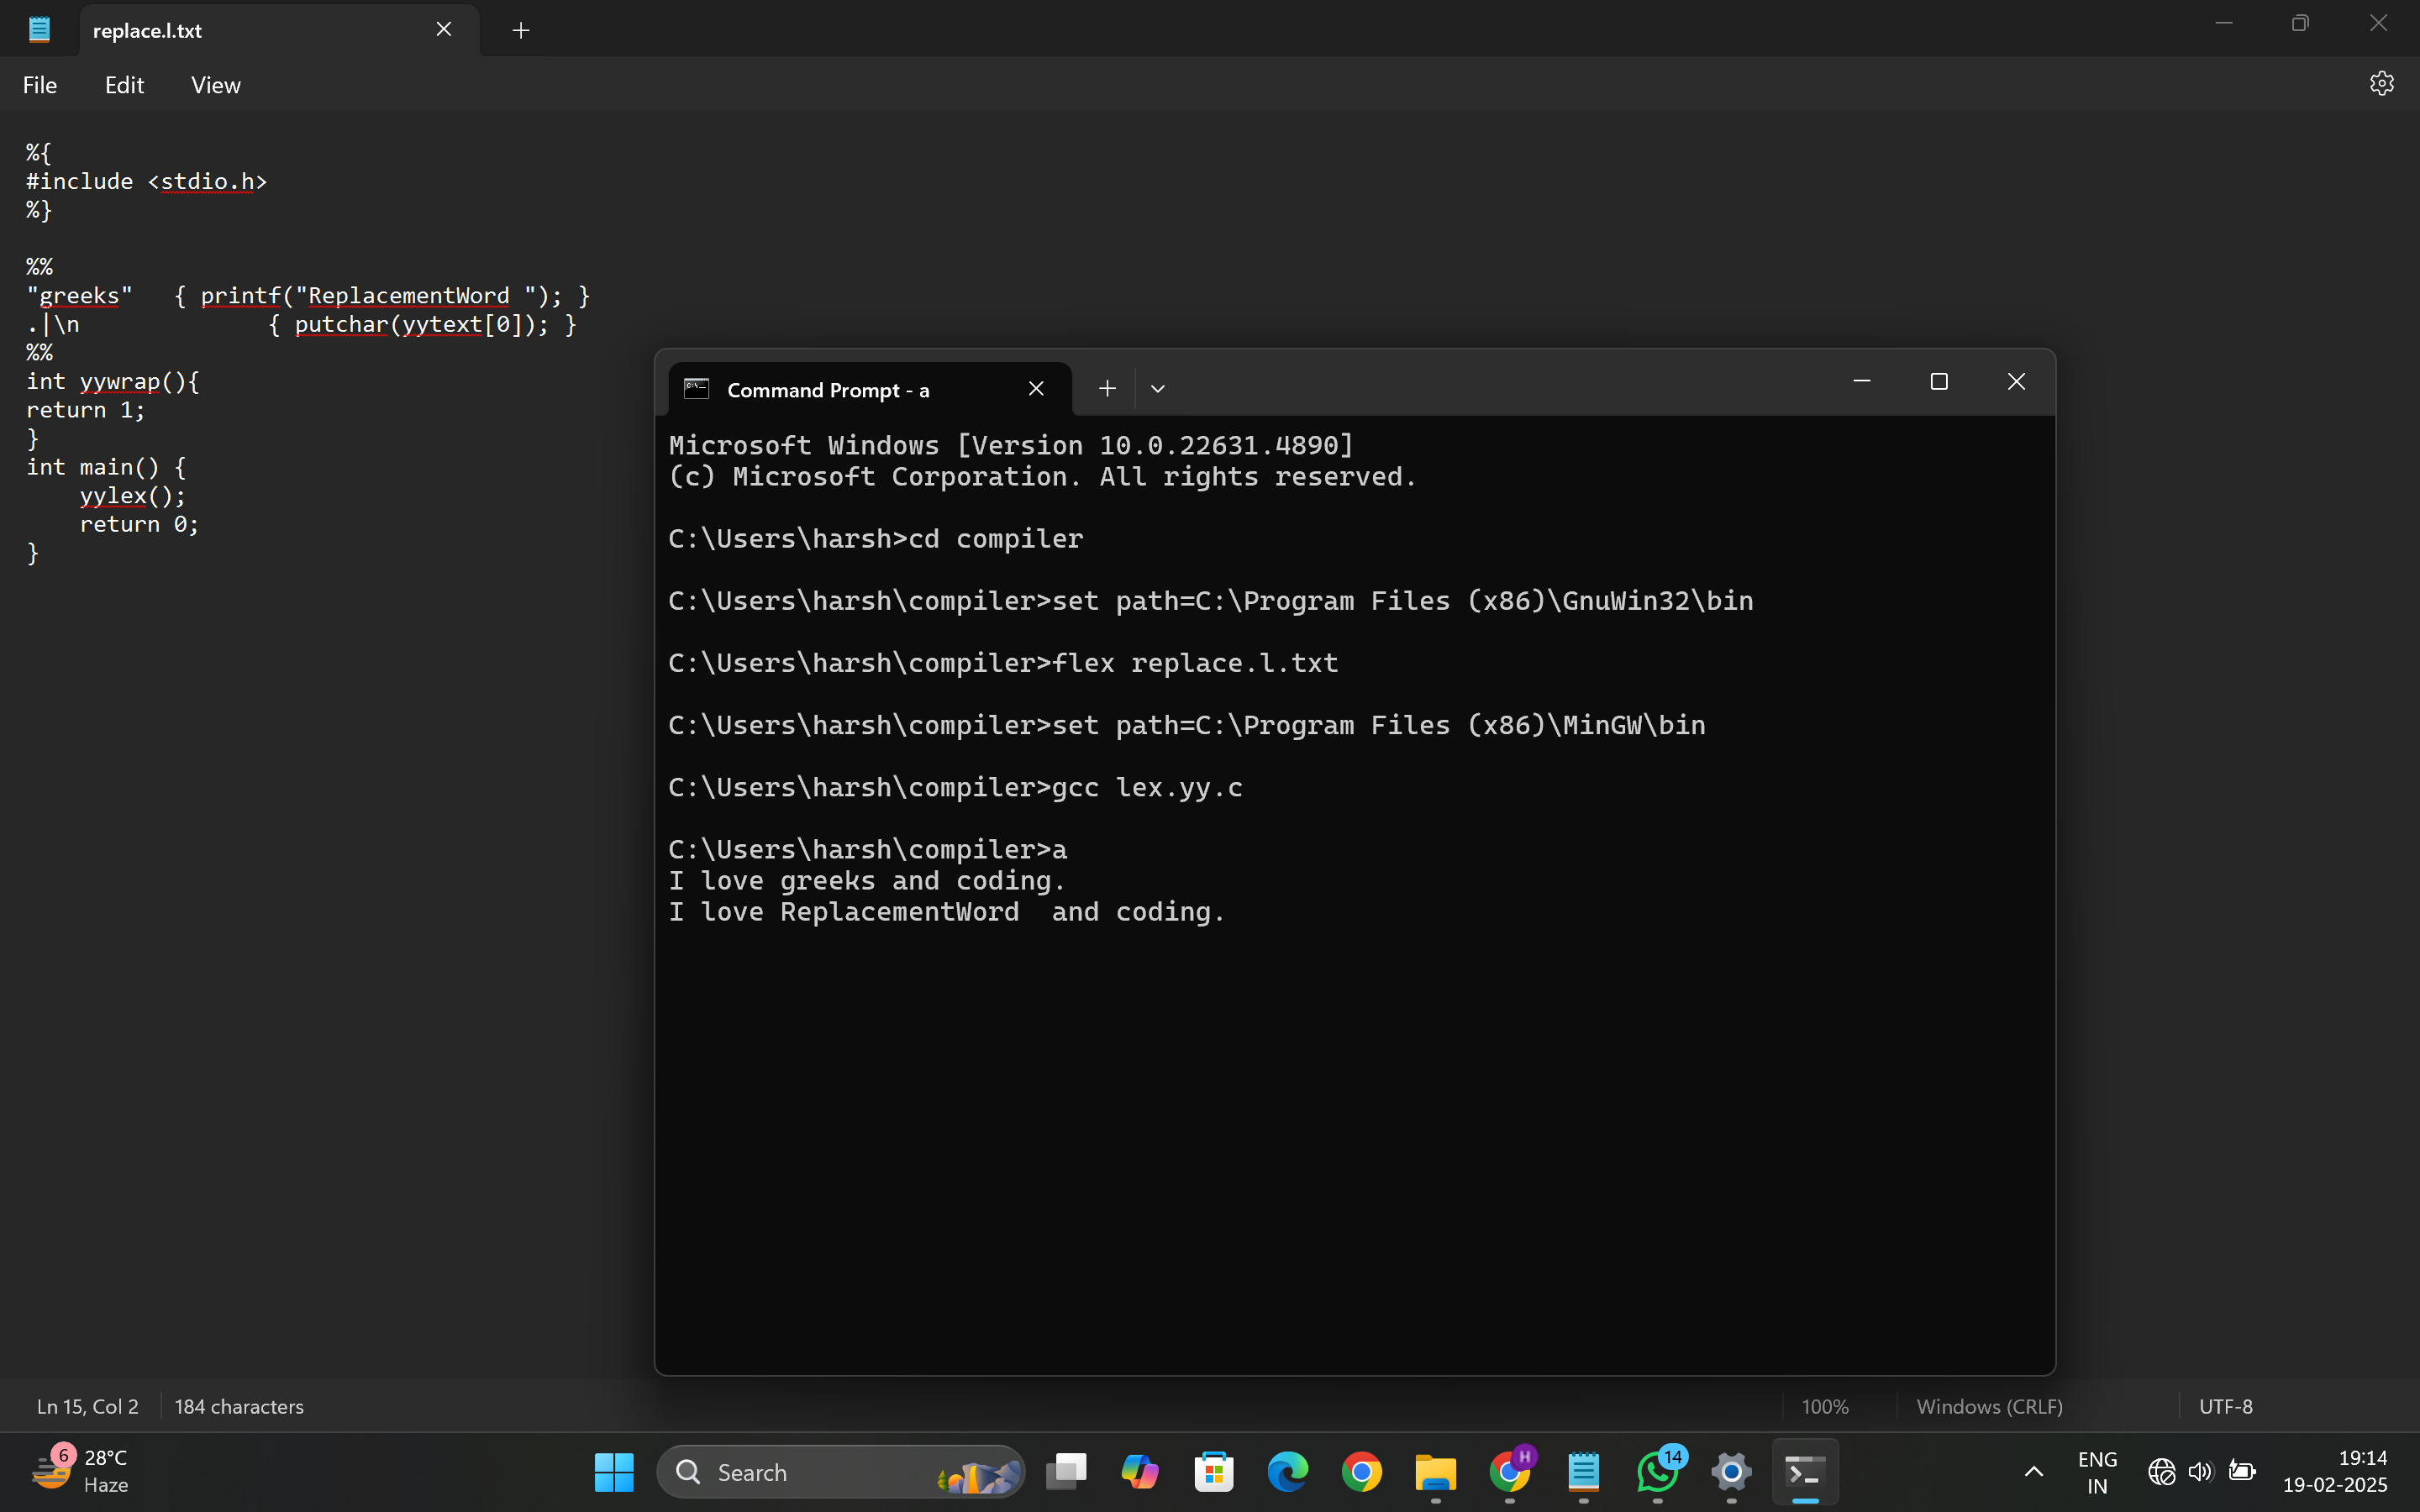 replace.l.txt
File Edit View
%{
#include <stdio.h>
%}
%%
"greeks"   { printf("ReplacementWord "); }
.|\n              { putchar(yytext[0]); }
%%
int yywrap(){
return 1;
}
int main() {
    yylex();
    return 0;
}
Command Prompt - a
Microsoft Windows [Version 10.0.22631.4890]
(c) Microsoft Corporation. All rights reserved.
C:\Users\harsh>cd compiler
C:\Users\harsh\compiler>set path=C:\Program Files (x86)\GnuWin32\bin
C:\Users\harsh\compiler>flex replace.l.txt
C:\Users\harsh\compiler>set path=C:\Program Files (x86)\MinGW\bin
C:\Users\harsh\compiler>gcc lex.yy.c
C:\Users\harsh\compiler>a
I love greeks and coding.
I love ReplacementWord  and coding.
Ln 15, Col 2 184 characters 100% Windows (CRLF) UTF-8
6 28°C
Haze
Search
H
14
ENG
IN
19:14
19-02-2025